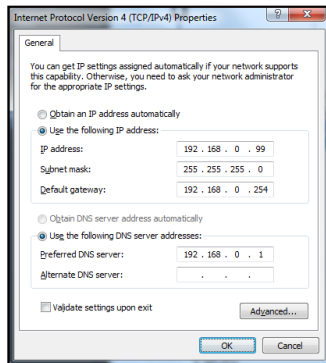 Internet Protocol Version 4 (TCP/IPv4) Properties
General
You can get IP settings assigned automatically if your network supports
this capability. Otherwise, you need to ask your network administrator
for the appropriate IP settings.
Obtain an IP address automatically
Use the following IP address:
IP address: 192 . 168 . 0 . 99
Subnet mask: 255 . 255 . 255 . 0
Default gateway: 192 . 168 . 0 . 254
Obtain DNS server address automatically
Use the following DNS server addresses:
Preferred DNS server: 192 . 168 . 0 . 1
Alternate DNS server: . . .
Validate settings upon exit
Advanced...
OK Cancel